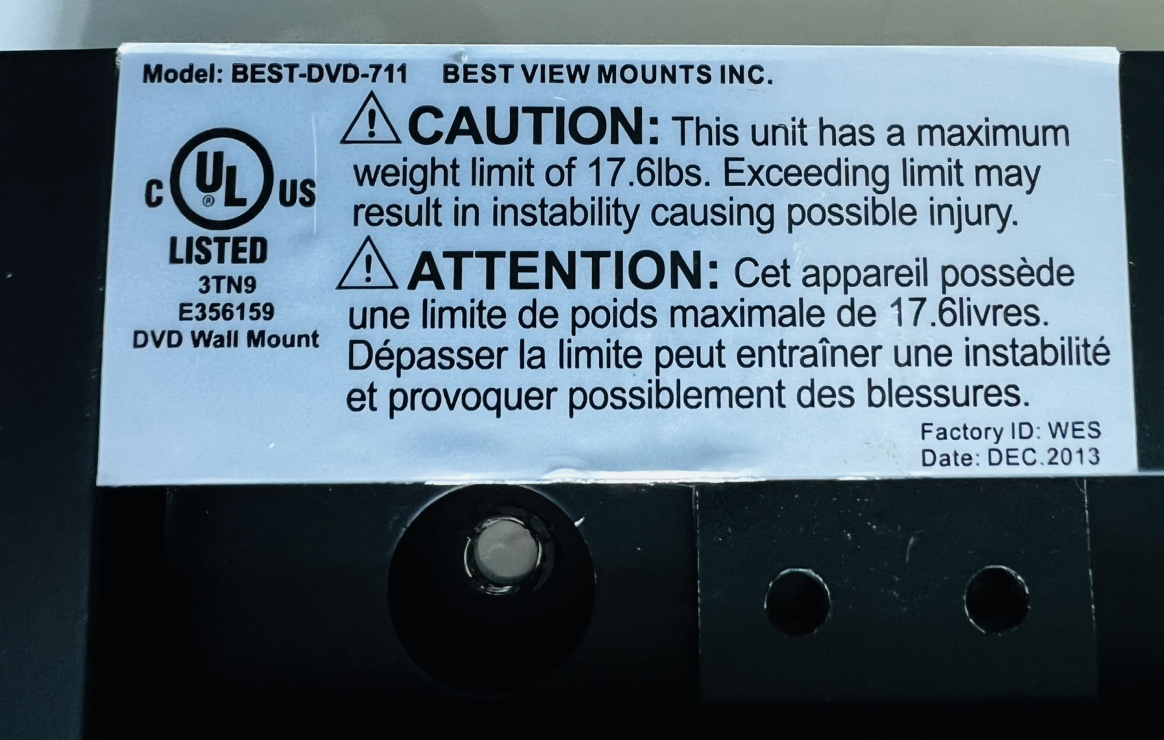 Model: BEST-DVD-711 BEST VIEW MOUNTS INC.
C UL® US
LISTED
3TN9
E356159
DVD Wall Mount
CAUTION: This unit has a maximum
weight limit of 17.6lbs. Exceeding limit may
result in instability causing possible injury.
ATTENTION: Cet appareil possède
une limite de poids maximale de 17.6livres.
Dépasser la limite peut entraîner une instabilité
et provoquer possiblement des blessures.
Factory ID: WES
Date: DEC.2013